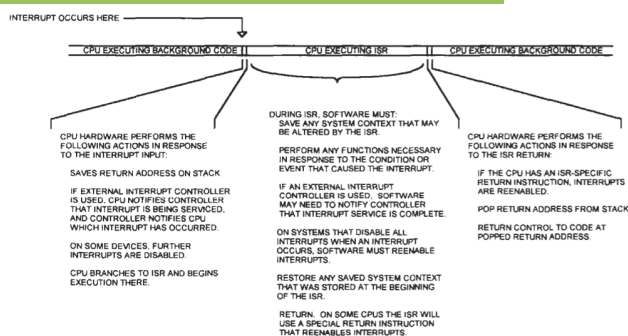 INTERRUPT OCCURS HERE
CPU EXECUTING BACKGROUND CODE
CPU EXECUTING ISR
CPU EXECUTING BACKGROUND CODE
CPU HARDWARE PERFORMS THE
FOLLOWING ACTIONS IN RESPONSE
TO THE INTERRUPT INPUT:
SAVES RETURN ADDRESS ON STACK
IF EXTERNAL INTERRUPT CONTROLLER
IS USED, CPU NOTIFIES CONTROLLER
THAT INTERRUPT IS BEING SERVICED,
AND CONTROLLER NOTIFIES CPU
WHICH INTERRUPT HAS OCCURRED.
ON SOME DEVICES, FURTHER
INTERRUPTS ARE DISABLED.
CPU BRANCHES TO ISR AND BEGINS
EXECUTION THERE.
DURING ISR, SOFTWARE MUST:
SAVE ANY SYSTEM CONTEXT THAT MAY
BE ALTERED BY THE ISR.
PERFORM ANY FUNCTIONS NECESSARY
IN RESPONSE TO THE CONDITION OR
EVENT THAT CAUSED THE INTERRUPT.
IF AN EXTERNAL INTERRUPT
CONTROLLER IS USED, SOFTWARE
MAY NEED TO NOTIFY CONTROLLER
THAT INTERRUPT SERVICE IS COMPLETE.
ON SYSTEMS THAT DISABLE ALL
INTERRUPTS WHEN AN INTERRUPT
OCCURS, SOFTWARE MUST REENABLE
INTERRUPTS.
RESTORE ANY SAVED SYSTEM CONTEXT
THAT WAS STORED AT THE BEGINNING
OF THE ISR.
RETURN. ON SOME CPUS THE ISR WILL
USE A SPECIAL RETURN INSTRUCTION
THAT REENABLES INTERRUPTS.
CPU HARDWARE PERFORMS THE
FOLLOWING ACTIONS IN RESPONSE
TO THE ISR RETURN:
IF THE CPU HAS AN ISR-SPECIFIC
RETURN INSTRUCTION, INTERRUPTS
ARE REENABLED.
POP RETURN ADDRESS FROM STACK
RETURN CONTROL TO CODE AT
POPPED RETURN ADDRESS.